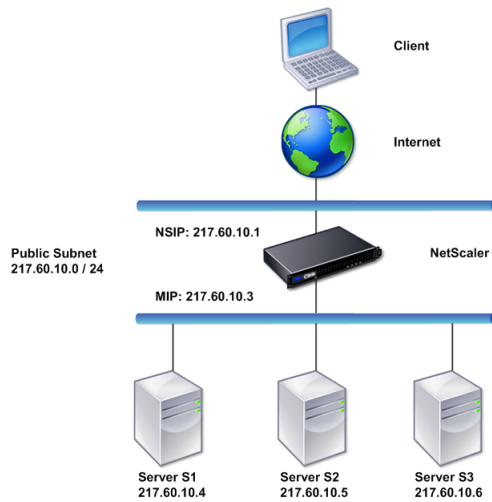 Client
Internet
NSIP: 217.60.10.1
Public Subnet
217.60.10.0 / 24
NetScaler
MIP: 217.60.10.3
Server S1
217.60.10.4
Server S2
217.60.10.5
Server S3
217.60.10.6